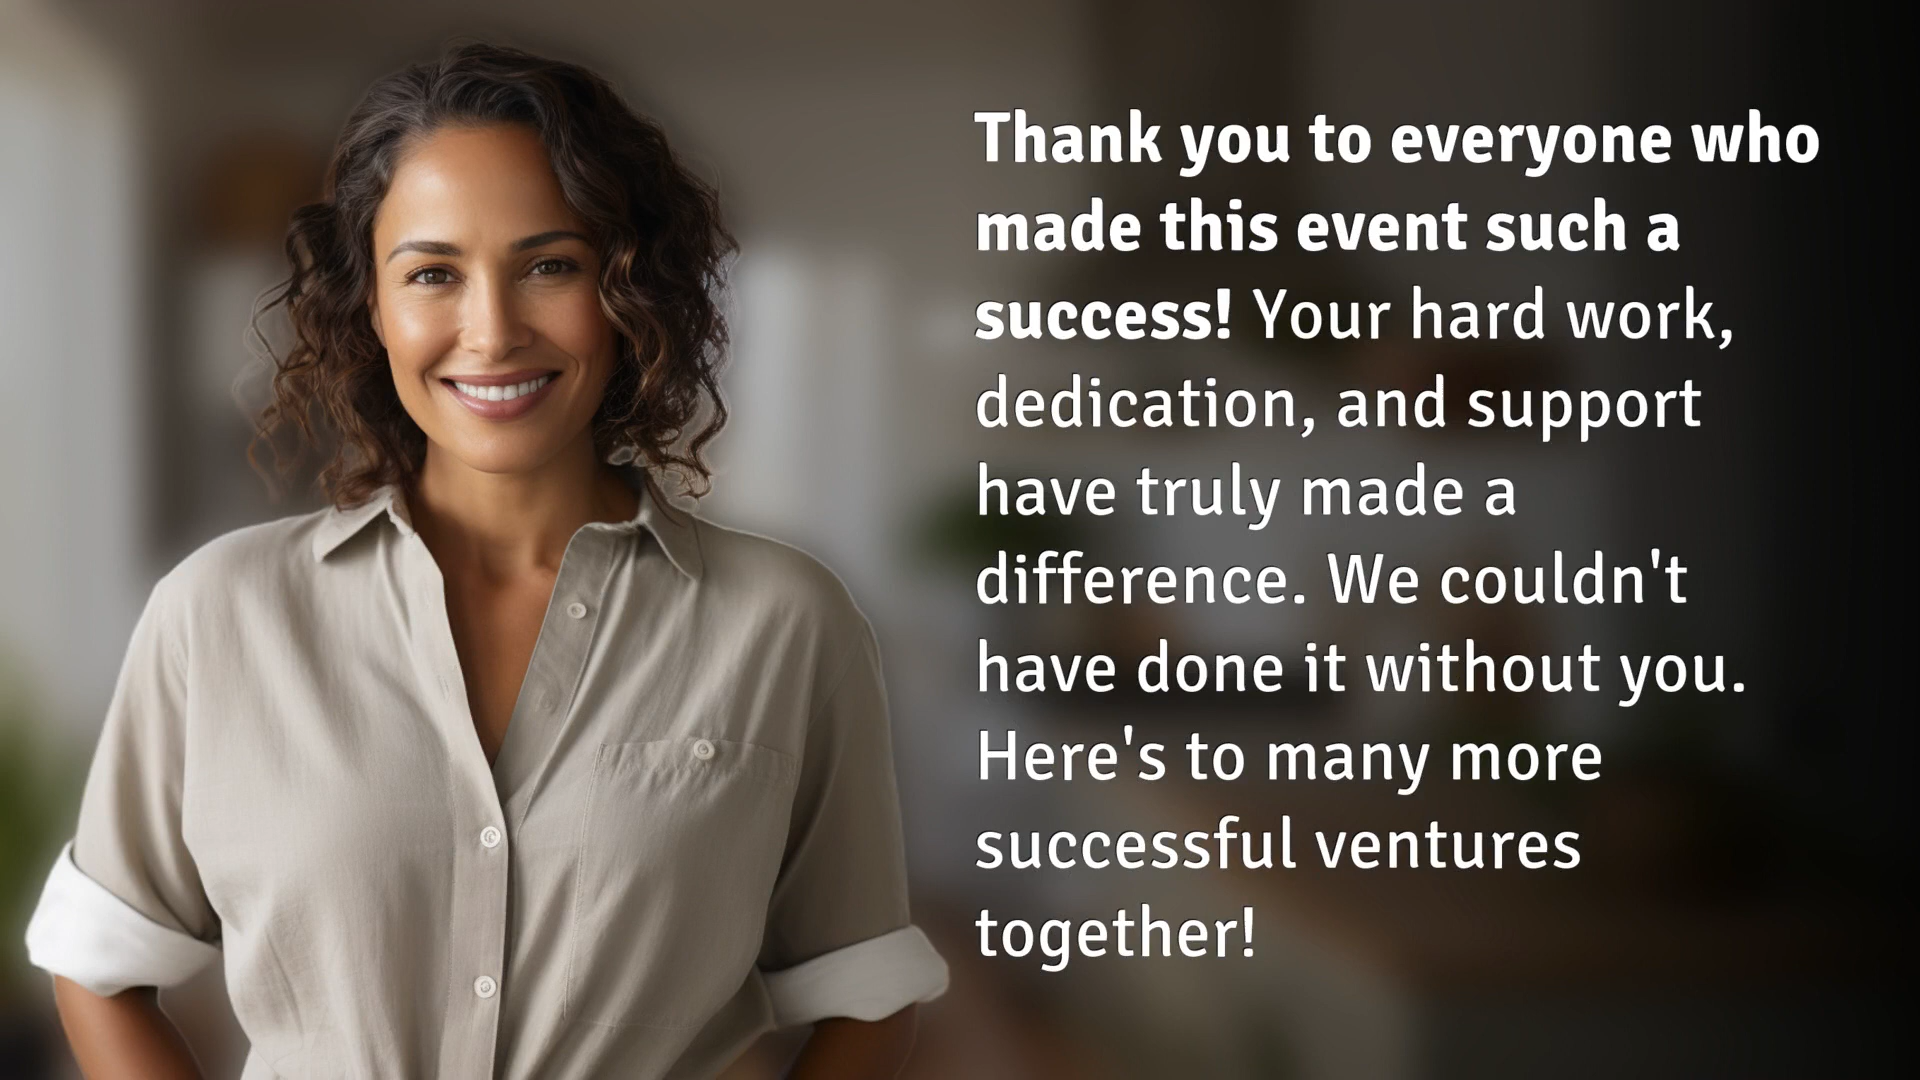 Thank you to everyone who
made this event such a
success! Your hard work,
dedication, and support
have truly made a
difference. We couldn't
have done it without you.
Here's to many more
successful ventures
together!